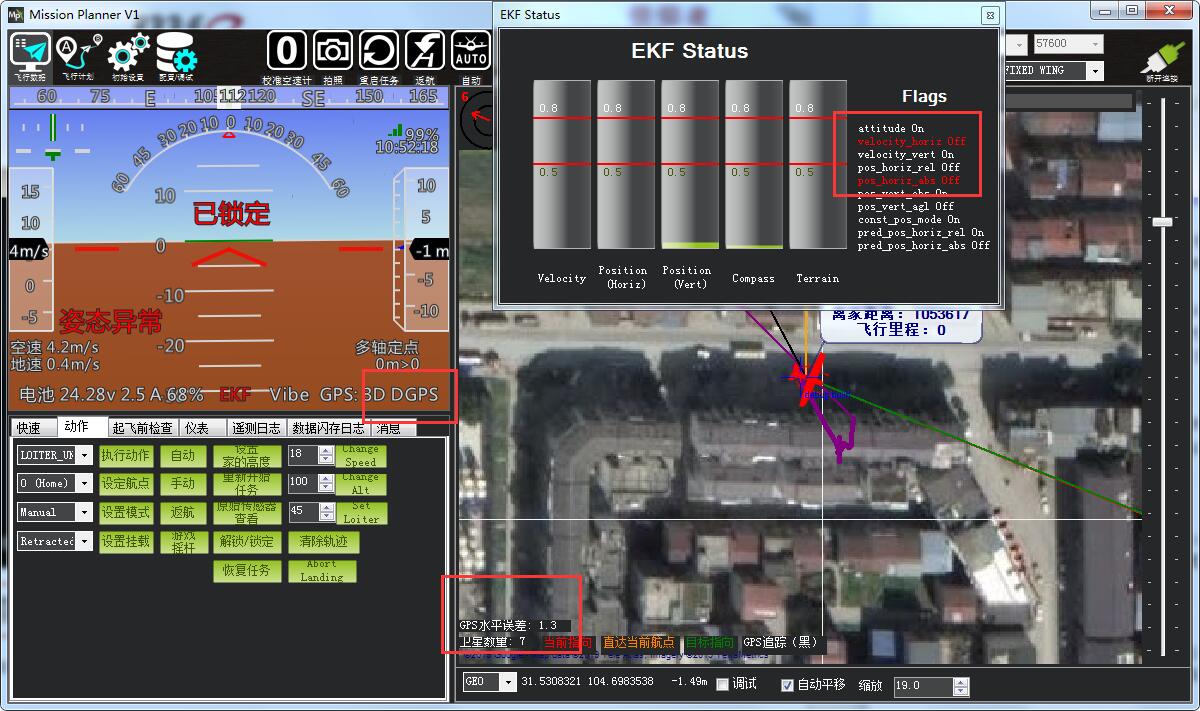 Mission Planner V1
飞行数据
飞行计划
初始设置
配置/调试
0
校准空速计
拍照
重启任务
返航
AUTO
自动
57600
FIXED WING
断开连接
EKF Status
EKF Status
0.8 0.8 0.8 0.8 0.8
0.5 0.5 0.5 0.5 0.5
Velocity
Position (Horiz)
Position (Vert)
Compass
Terrain
Flags
attitude On
velocity_horiz Off
velocity_vert On
pos_horiz_rel Off
pos_horiz_abs Off
pos_vert_abs On
pos_vert_agl Off
const_pos_mode On
pred_pos_horiz_rel On
pred_pos_horiz_abs Off
60 75 E 105 112 120 SE 150 165
60 45 30 20 10 0 10 20 30 45 60
99%
10:52:18
15
10
4m/s
0
-5
10
0
-10
-20
10
5
-1 m
-5
-10
已锁定
姿态异常
空速 4.2m/s
地速 0.4m/s
多轴定点
0m>0
电池 24.28v 2.5 A 68% EKF Vibe GPS: 3D DGPS
快速 动作 起飞前检查 仪表 遥测日志 数据闪存日志 消息
LOITER_UN 执行动作 自动 设置家的高度 18 Change Speed
0 (Home) 设定航点 手动 重新开始任务 100 Change Alt
Manual 设置模式 返航 原始传感器查看 45 Set Loiter
Retracted 设置挂载 游戏摇杆 解锁/锁定 清除轨迹
恢复任务 Abort Landing
6
离家距离: 1053617
飞行里程: 0
GPS水平误差: 1.3
卫星数量: 7
当前指向 直达当前航点 目标指向 GPS追踪（黑）
GEO 31.5308321 104.6983538 -1.49m 调试 自动平移 缩放 19.0